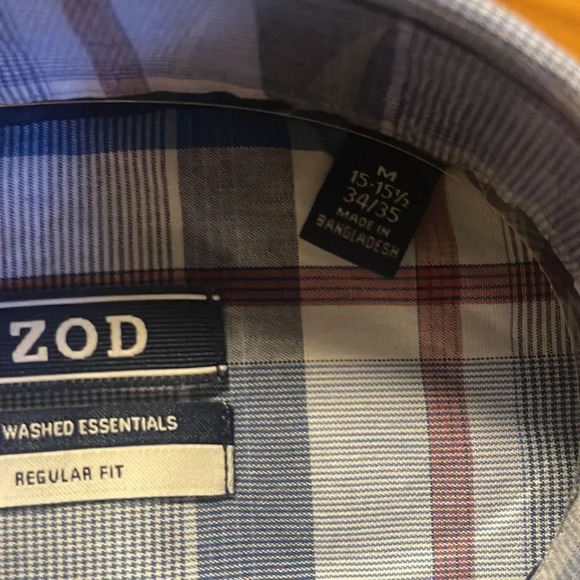 M
15-15½
34/35
MADE IN
BANGLADESH
ZOD
WASHED ESSENTIALS
REGULAR FIT